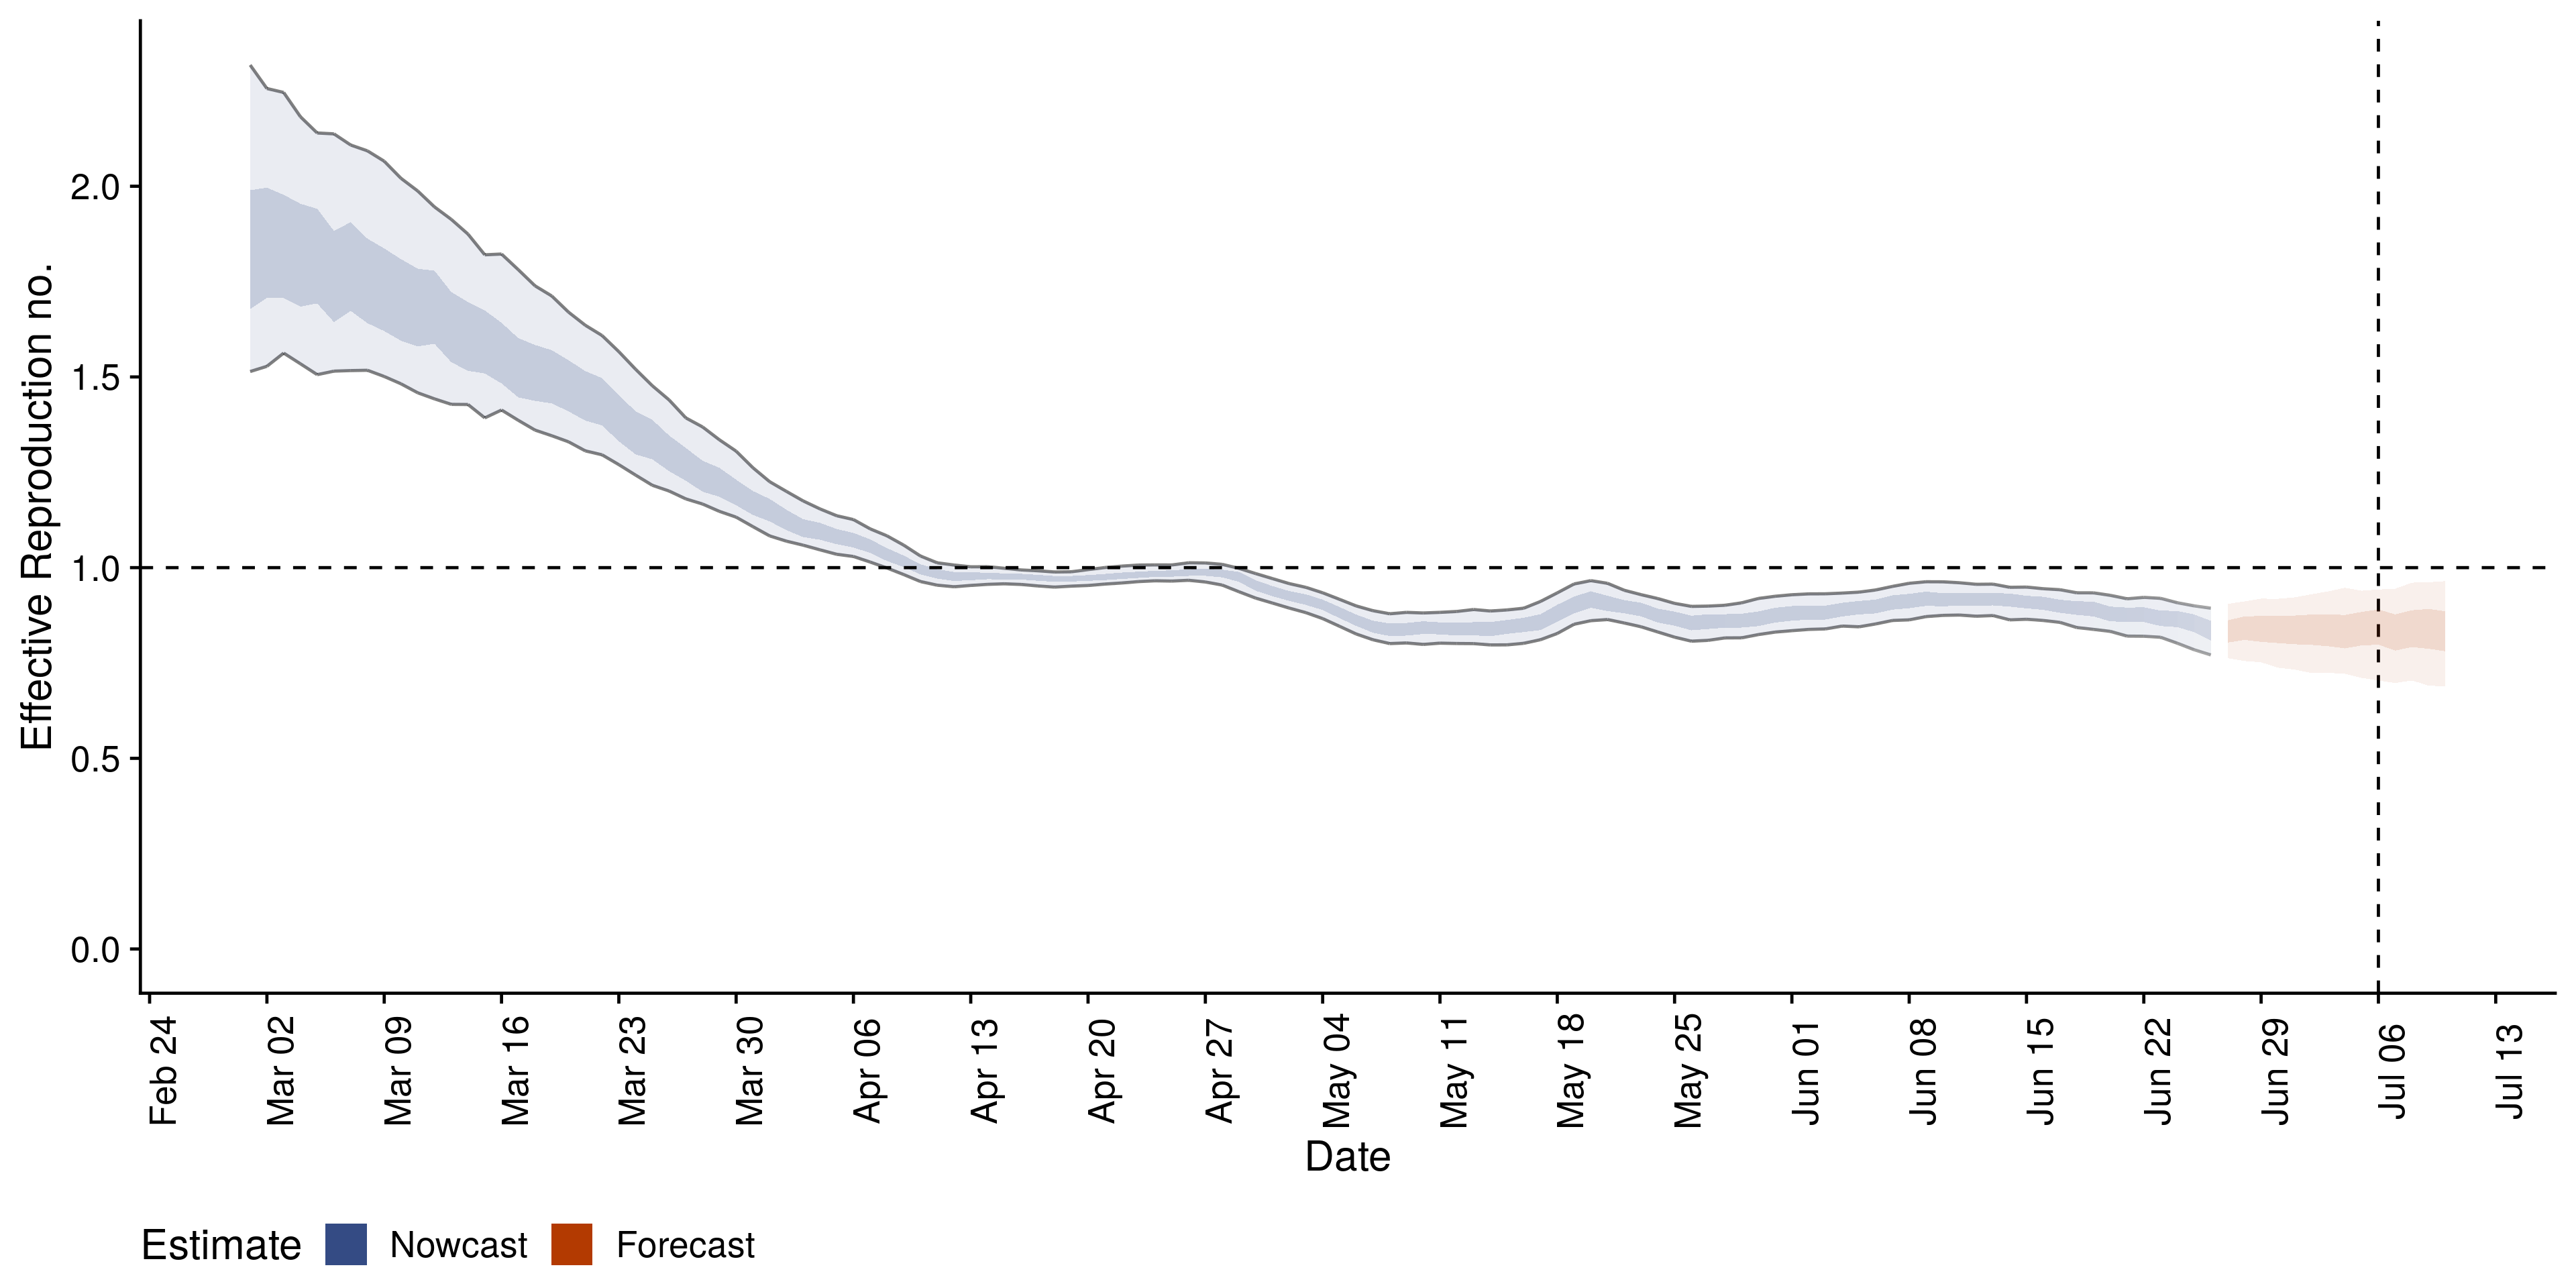 Effective Reproduction no.
2.0
1.5
1.0
0.5
0.0
Feb 24
Mar 02
Mar 09
Mar 16
Mar 23
Mar 30
Apr 06
Apr 13
Apr 20
Apr 27
May 04
May 11
May 18
May 25
Jun 01
Jun 08
Jun 15
Jun 22
Jun 29
Jul 06
Jul 13
Date
Estimate Nowcast Forecast